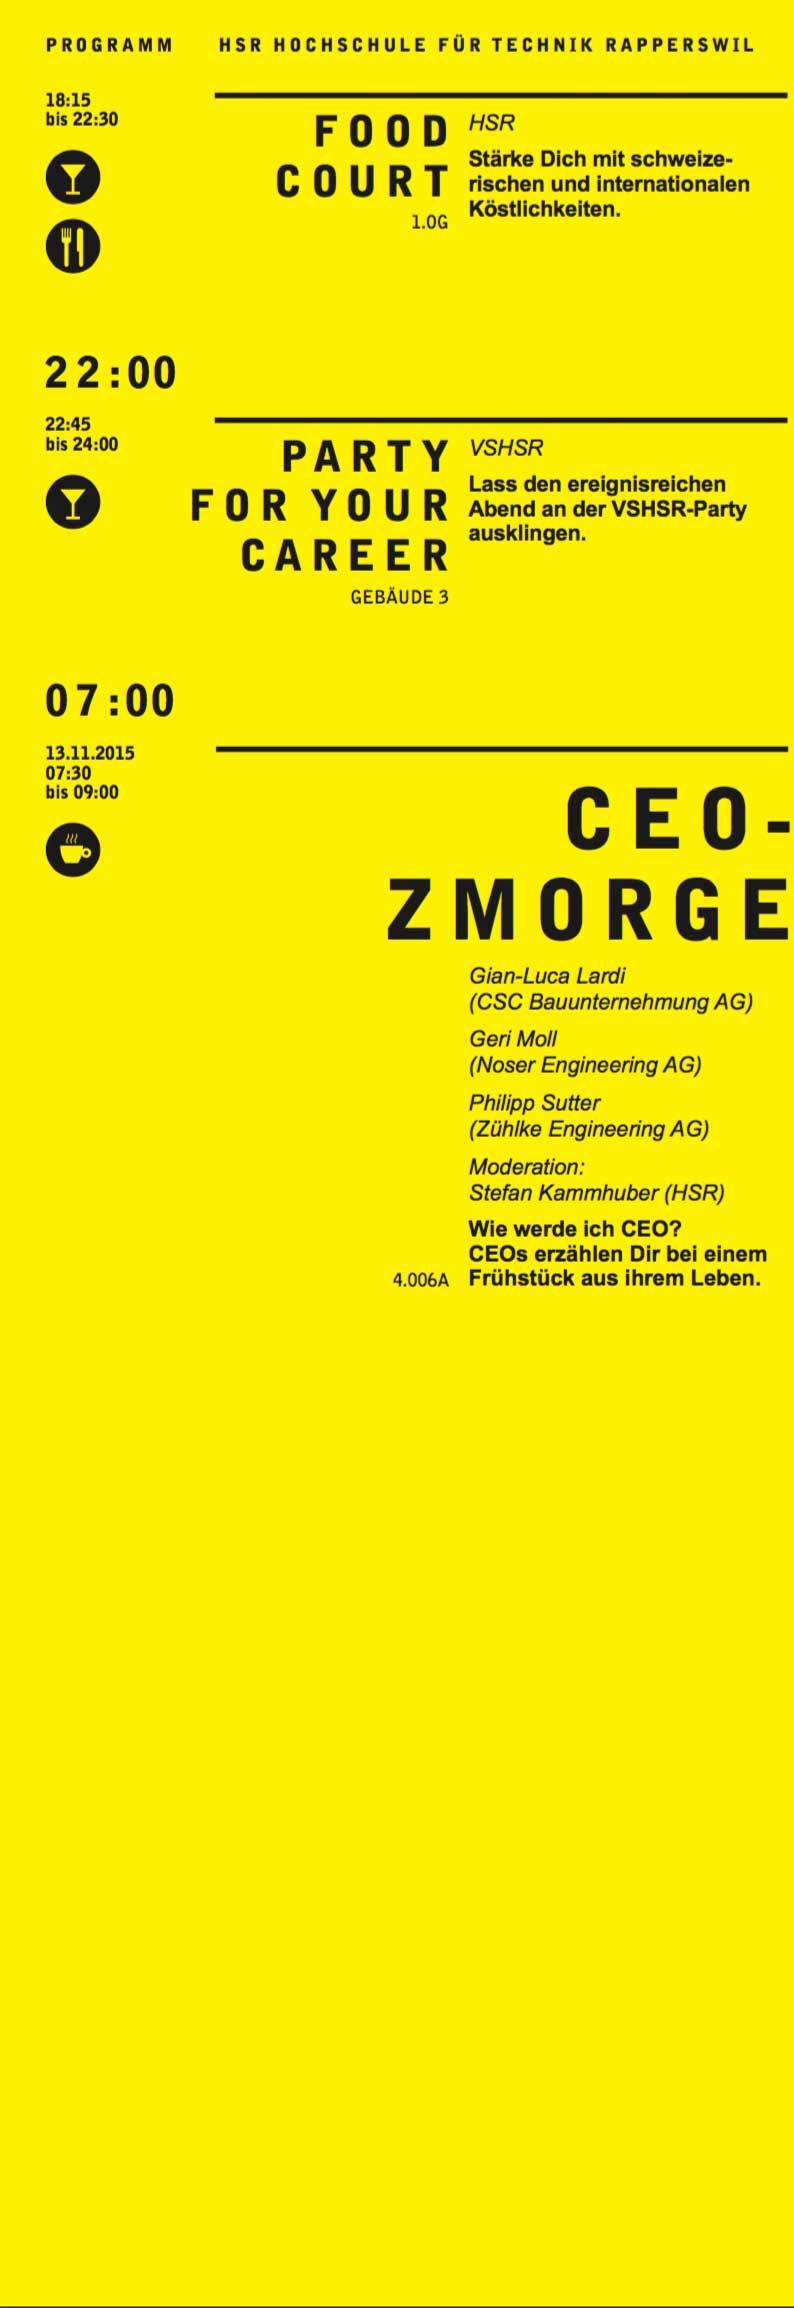 PROGRAMM HSR HOCHSCHULE FÜR TECHNIK RAPPERSWIL
18:15
bis 22:30
FOOD
COURT
1.OG
HSR
Stärke Dich mit schweize-
rischen und internationalen
Köstlichkeiten.
22:00
22:45
bis 24:00
PARTY
FOR YOUR
CAREER
GEBÄUDE 3
VSHSR
Lass den ereignisreichen
Abend an der VSHSR-Party
ausklingen.
07:00
13.11.2015
07:30
bis 09:00
CEO-
ZMORGE
Gian-Luca Lardi
(CSC Bauunternehmung AG)
Geri Moll
(Noser Engineering AG)
Philipp Sutter
(Zühlke Engineering AG)
Moderation:
Stefan Kammhuber (HSR)
Wie werde ich CEO?
CEOs erzählen Dir bei einem
4.006A Frühstück aus ihrem Leben.